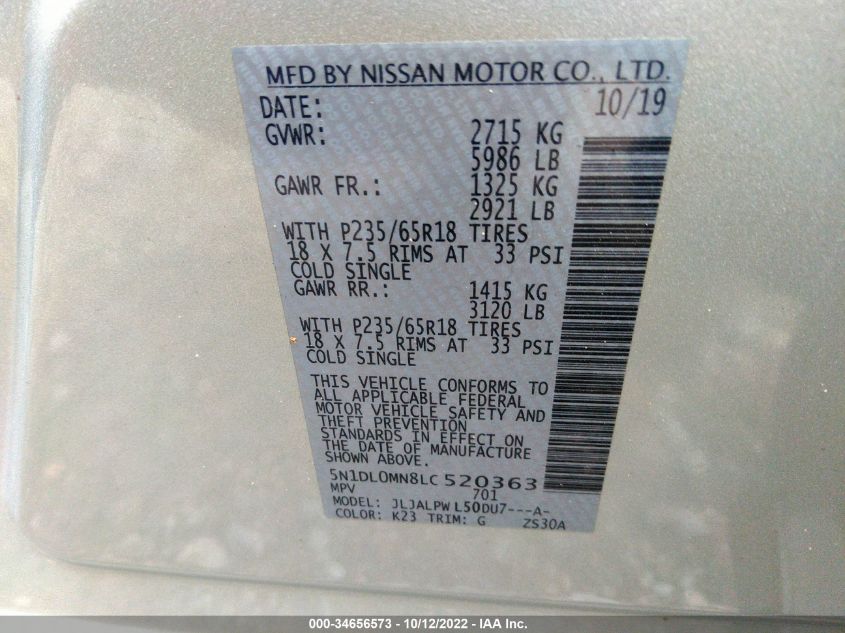 MFD BY NISSAN MOTOR CO., LTD.
DATE: 10/19
GVWR: 2715 KG
5986 LB
GAWR FR.: 1325 KG
2921 LB
WITH P235/65R18 TIRES
18 X 7.5 RIMS AT 33 PSI
COLD SINGLE
GAWR RR.: 1415 KG
3120 LB
WITH P235/65R18 TIRES
18 X 7.5 RIMS AT 33 PSI
COLD SINGLE
THIS VEHICLE CONFORMS TO
ALL APPLICABLE FEDERAL
MOTOR VEHICLE SAFETY AND
THEFT PREVENTION
STANDARDS IN EFFECT ON
THE DATE OF MANUFACTURE
SHOWN ABOVE.
5N1DL0MN8LC 520363
MPV 701
MODEL: JLJALPW L50DU7---A-
COLOR: K23 TRIM: G ZS30A
000-34656573 - 10/12/2022 - IAA Inc.